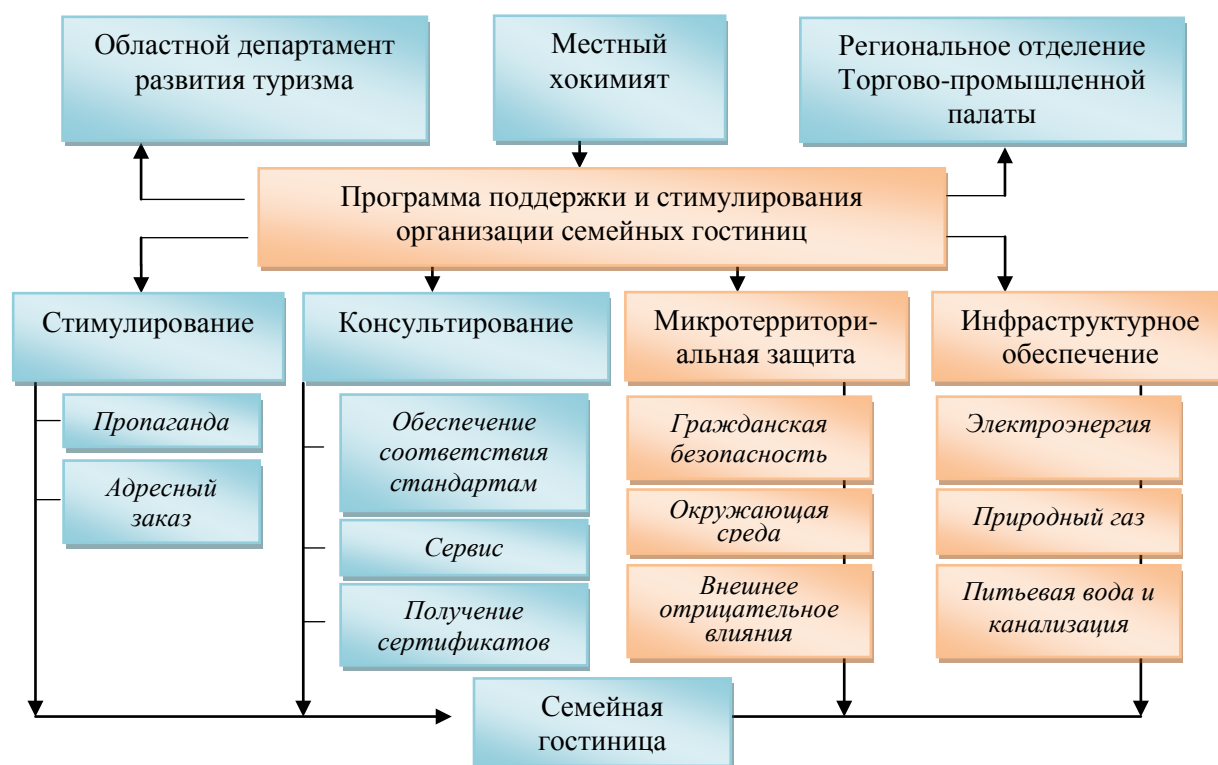 Областной департамент
развития туризма
Местный
хокимият
Региональное отделение
Торгово-промышленной
палаты
Программа поддержки и стимулирования
организации семейных гостиниц
Стимулирование
Консультирование
Микротерритори-
альная защита
Инфраструктурное
обеспечение
Пропаганда
Адресный
заказ
Обеспечение
соответствия
стандартам
Сервис
Получение
сертификатов
Гражданская
безопасность
Окружающая
среда
Внешнее
отрицательное
влияния
Электроэнергия
Природный газ
Питьевая вода и
канализация
Семейная
гостиница